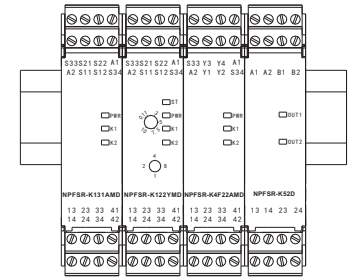 S33 S21 S22 A1
A2 S11 S12 S34
S33 S21 S22 A1
A2 S11 S12 S34
S33 Y3 Y4 A1
A2 Y1 Y2 S34
A1 A2 B1 B2
PWR
K1
K2
ST
PWR
K1
K2
PWR
K1
K2
OUT1
OUT2
4
2 8
1
NPFSR-K131AMD
NPFSR-K122YMD
NPFSR-K4F22AMD
NPFSR-K52D
13 23 33 41
14 24 34 42
13 23 33 41
14 24 34 42
13 23 33 41
14 24 34 42
13 14 23 24